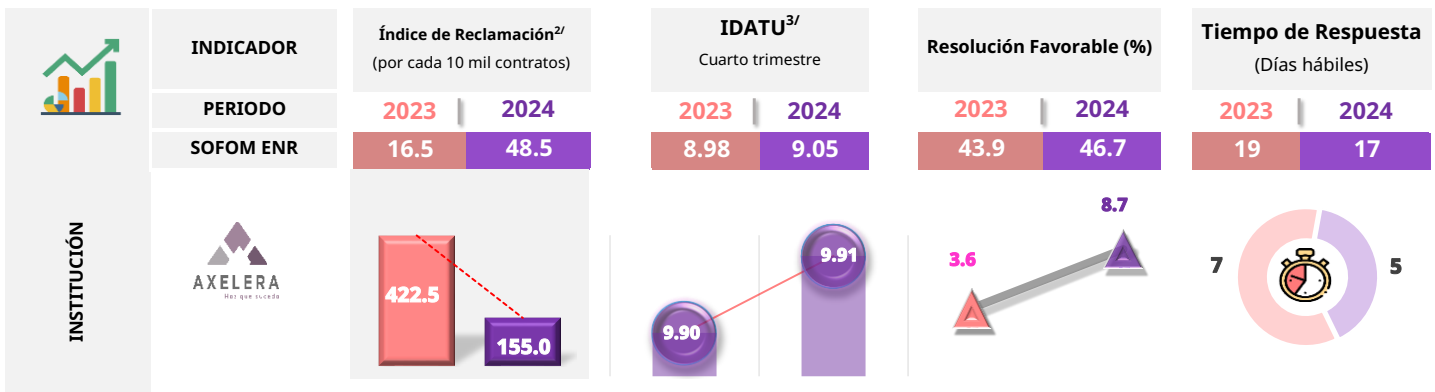 INDICADOR
Índice de Reclamación2/
(por cada 10 mil contratos)
IDATU3/
Cuarto trimestre
Resolución Favorable (%)
Tiempo de Respuesta
(Días hábiles)
PERIODO
2023 2024
2023 2024
2023 2024
2023 2024
SOFOM ENR
16.5 48.5
8.98 9.05
43.9 46.7
19 17
INSTITUCIÓN
AXELERA
Haz que suceda
422.5
155.0
9.90
9.91
3.6
8.7
7
5